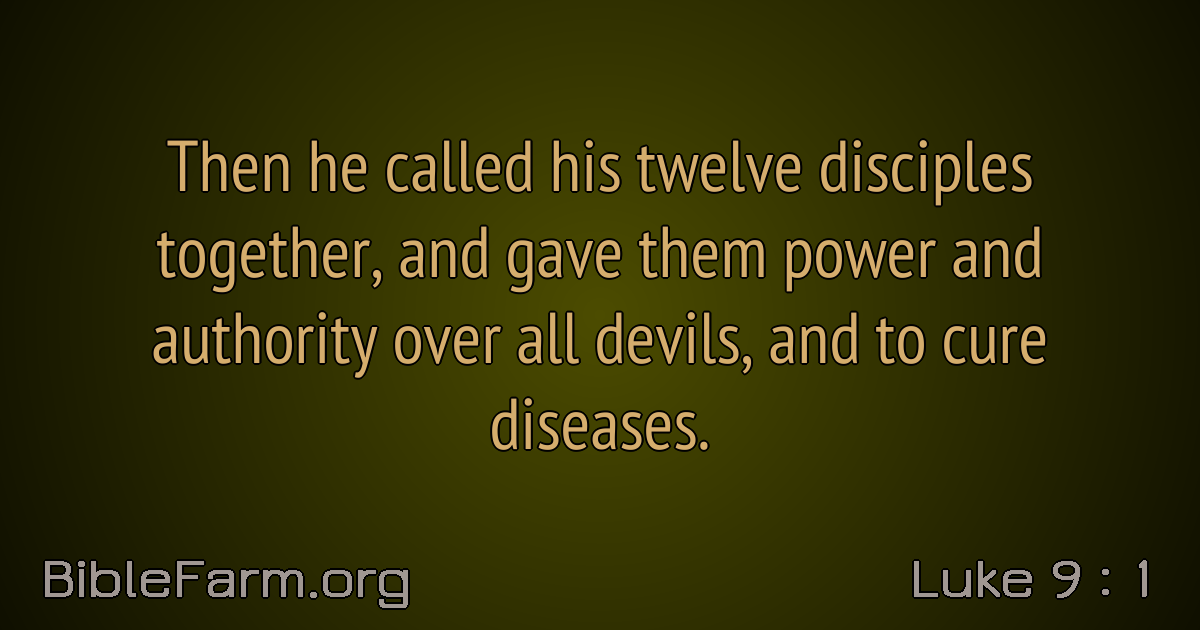 Then he called his twelve disciples
together, and gave them power and
authority over all devils, and to cure
diseases.
BibleFarm.org
Luke 9 : 1